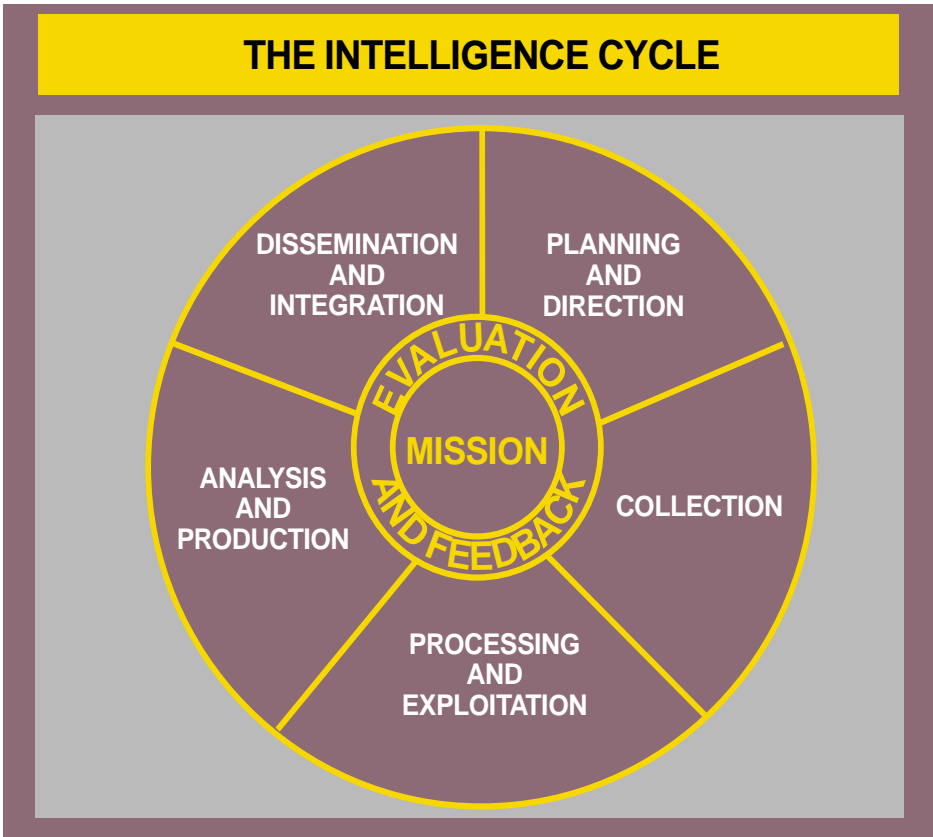 THE INTELLIGENCE CYCLE
DISSEMINATION
AND
INTEGRATION
PLANNING
AND
DIRECTION
EVALUATION
MISSION
AND FEEDBACK
ANALYSIS
AND
PRODUCTION
COLLECTION
PROCESSING
AND
EXPLOITATION